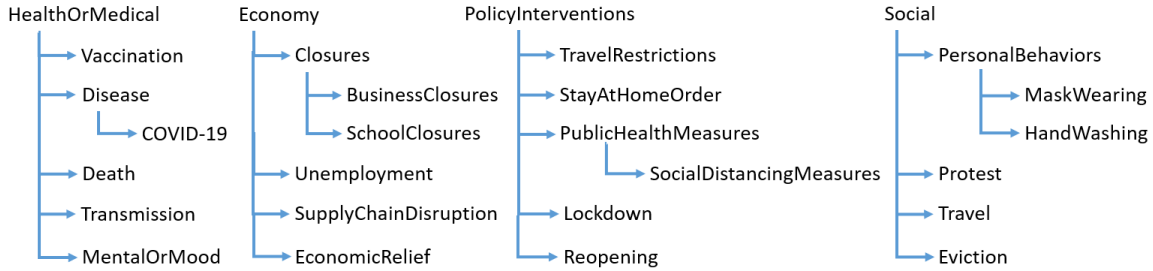 HealthOrMedical
Vaccination
Disease
COVID-19
Death
Transmission
MentalOrMood
Economy
Closures
BusinessClosures
SchoolClosures
Unemployment
SupplyChainDisruption
EconomicRelief
PolicyInterventions
TravelRestrictions
StayAtHomeOrder
PublicHealthMeasures
SocialDistancingMeasures
Lockdown
Reopening
Social
PersonalBehaviors
MaskWearing
HandWashing
Protest
Travel
Eviction